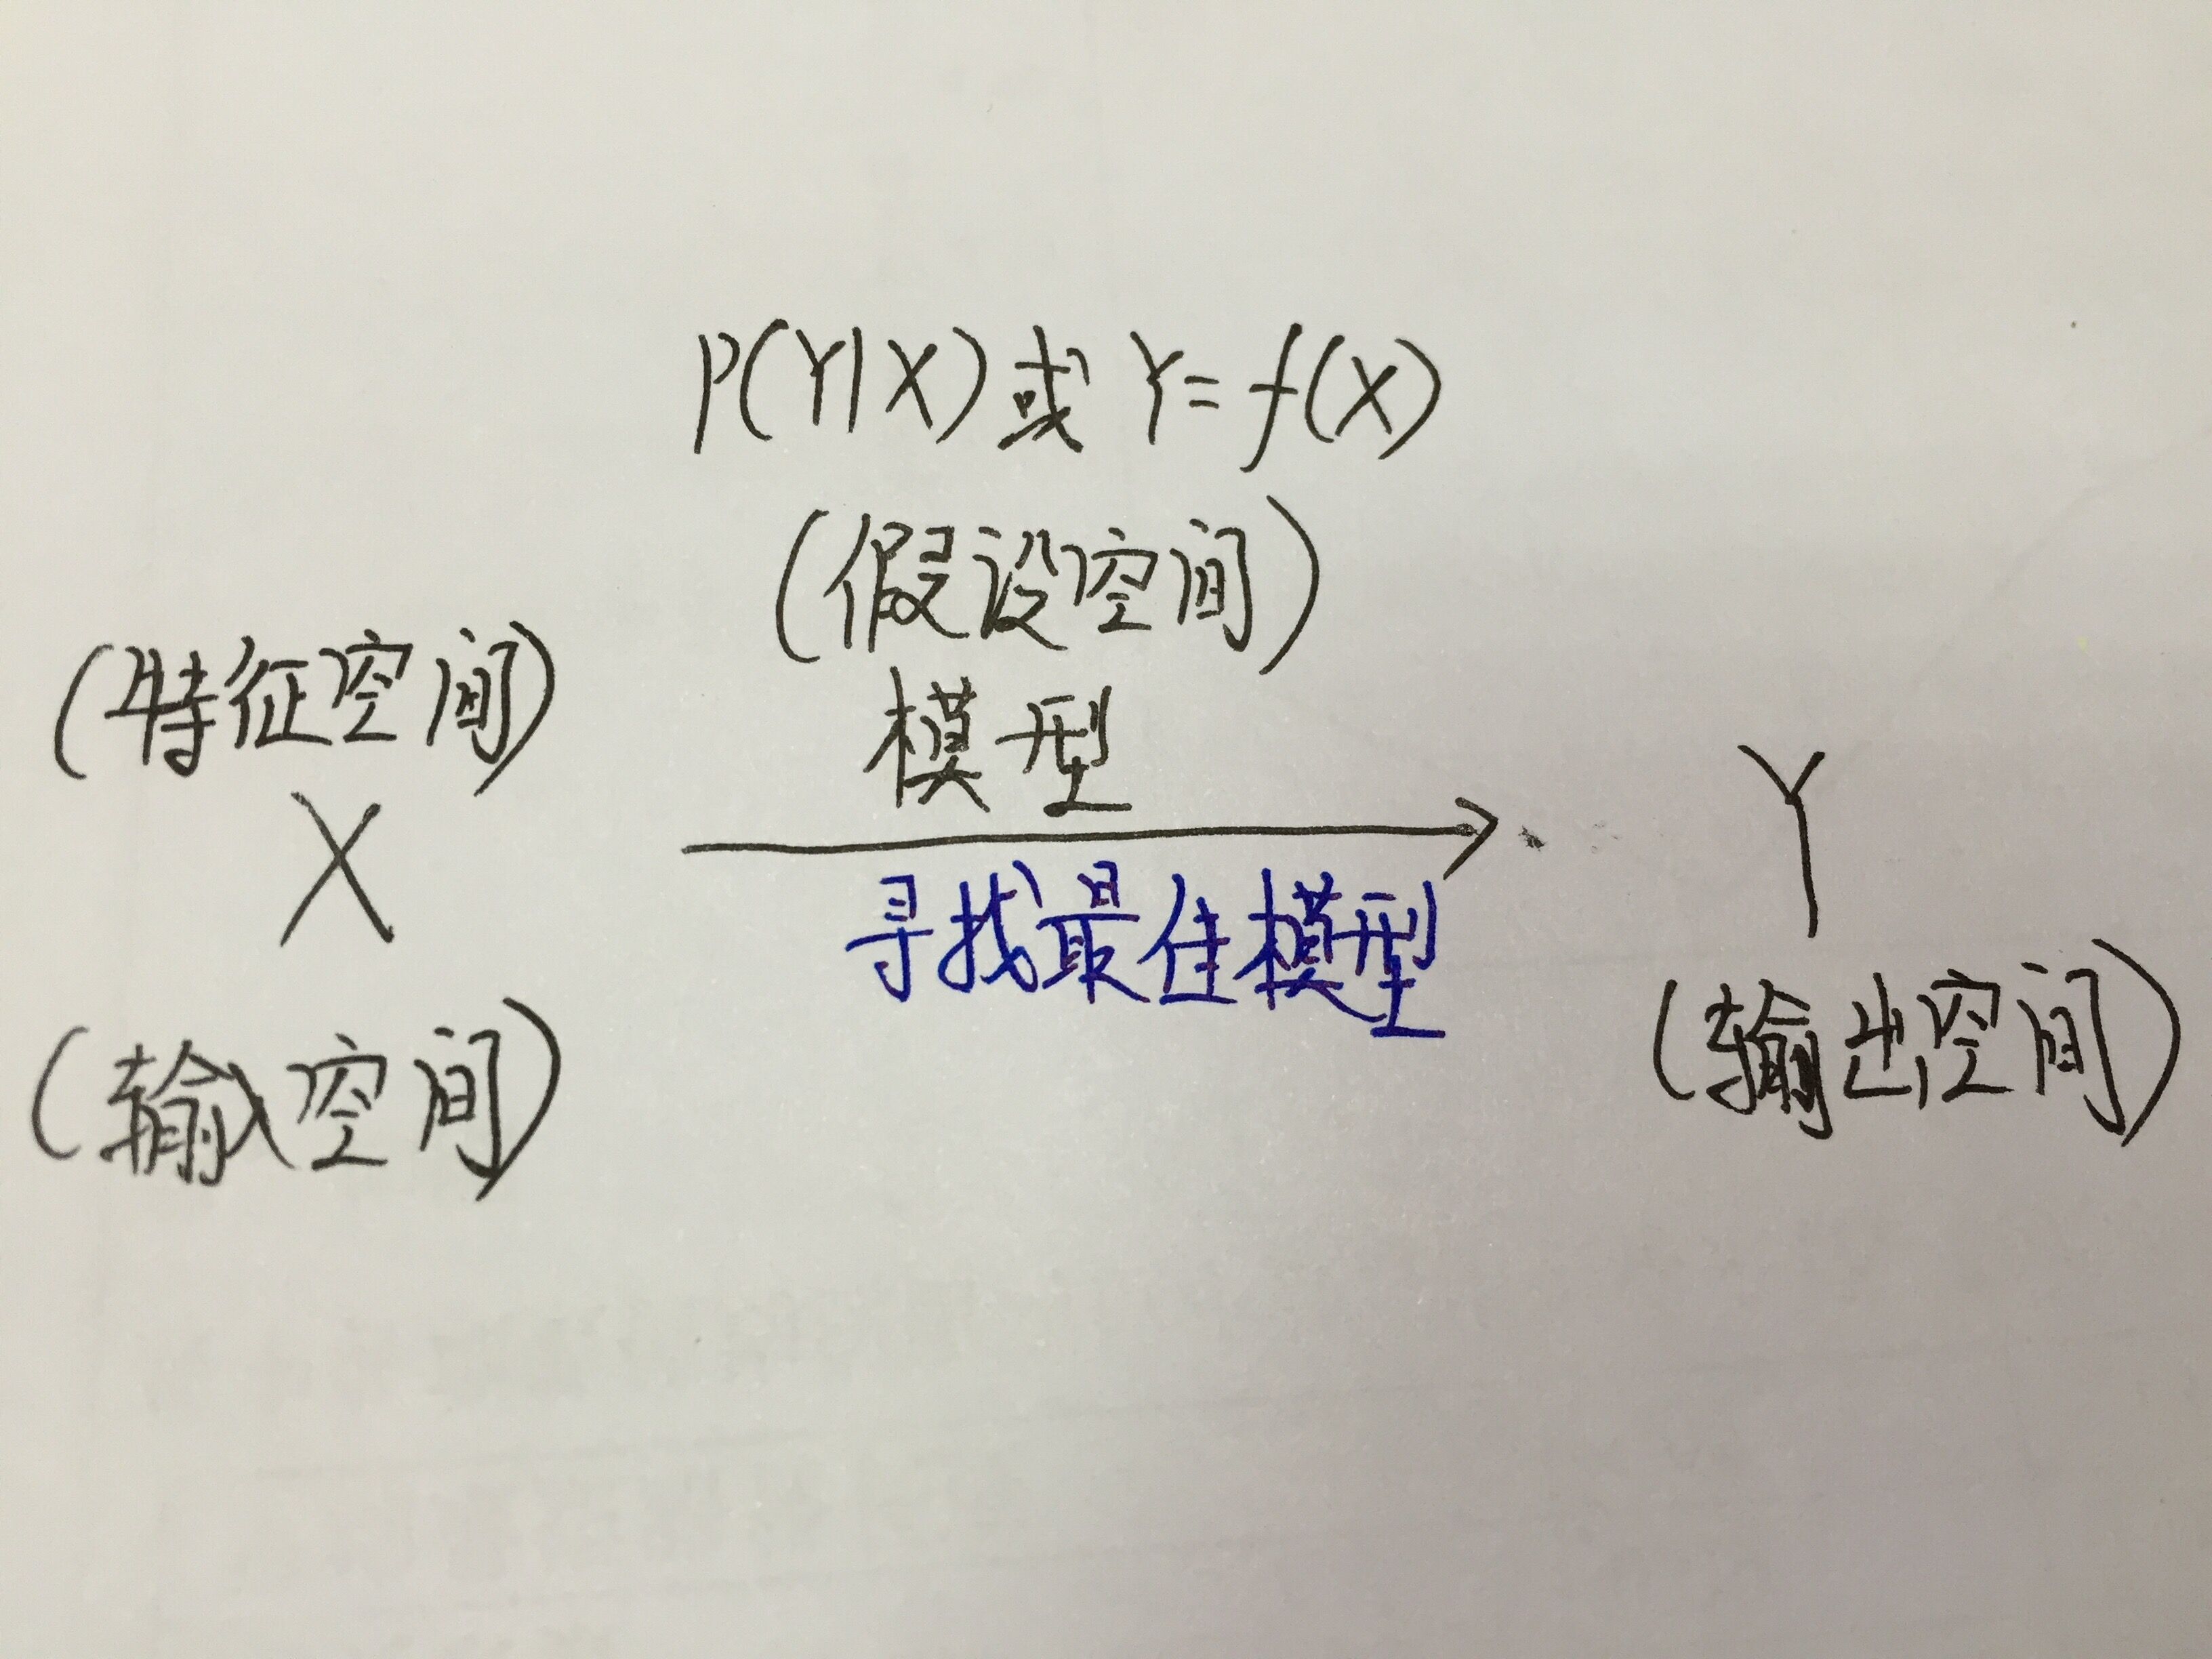 P(Y|X)或 Y=f(X)
(假设空间)
(特征空间)
模型
X
Y
寻找最佳模型
(输入空间)
(输出空间)